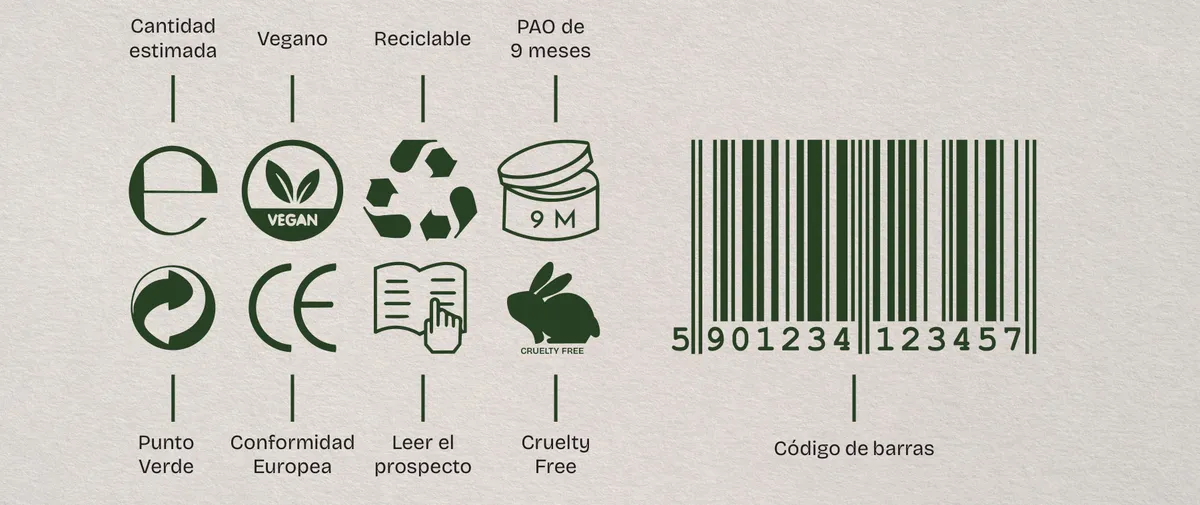 Cantidad
estimada
Vegano
Reciclable
PAO de
9 meses
e
VEGAN
9 M
CE
CRUELTY FREE
5 901234 123457
Punto
Verde
Conformidad
Europea
Leer el
prospecto
Cruelty
Free
Código de barras